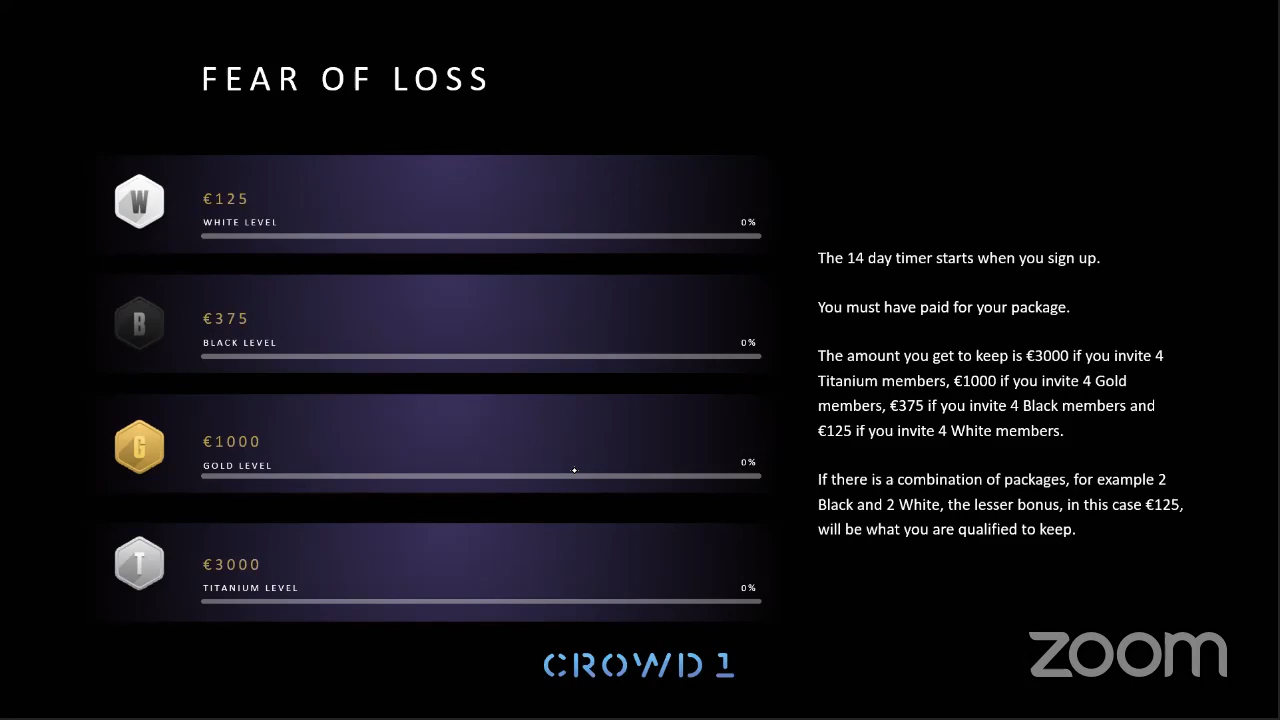 FEAR OF LOSS
W
€125
WHITE LEVEL
0%
B
€375
BLACK LEVEL
0%
G
€1000
GOLD LEVEL
0%
T
€3000
TITANIUM LEVEL
0%
The 14 day timer starts when you sign up.
You must have paid for your package.
The amount you get to keep is €3000 if you invite 4
Titanium members, €1000 if you invite 4 Gold
members, €375 if you invite 4 Black members and
€125 if you invite 4 White members.
If there is a combination of packages, for example 2
Black and 2 White, the lesser bonus, in this case €125,
will be what you are qualified to keep.
CROWD 1
zoom